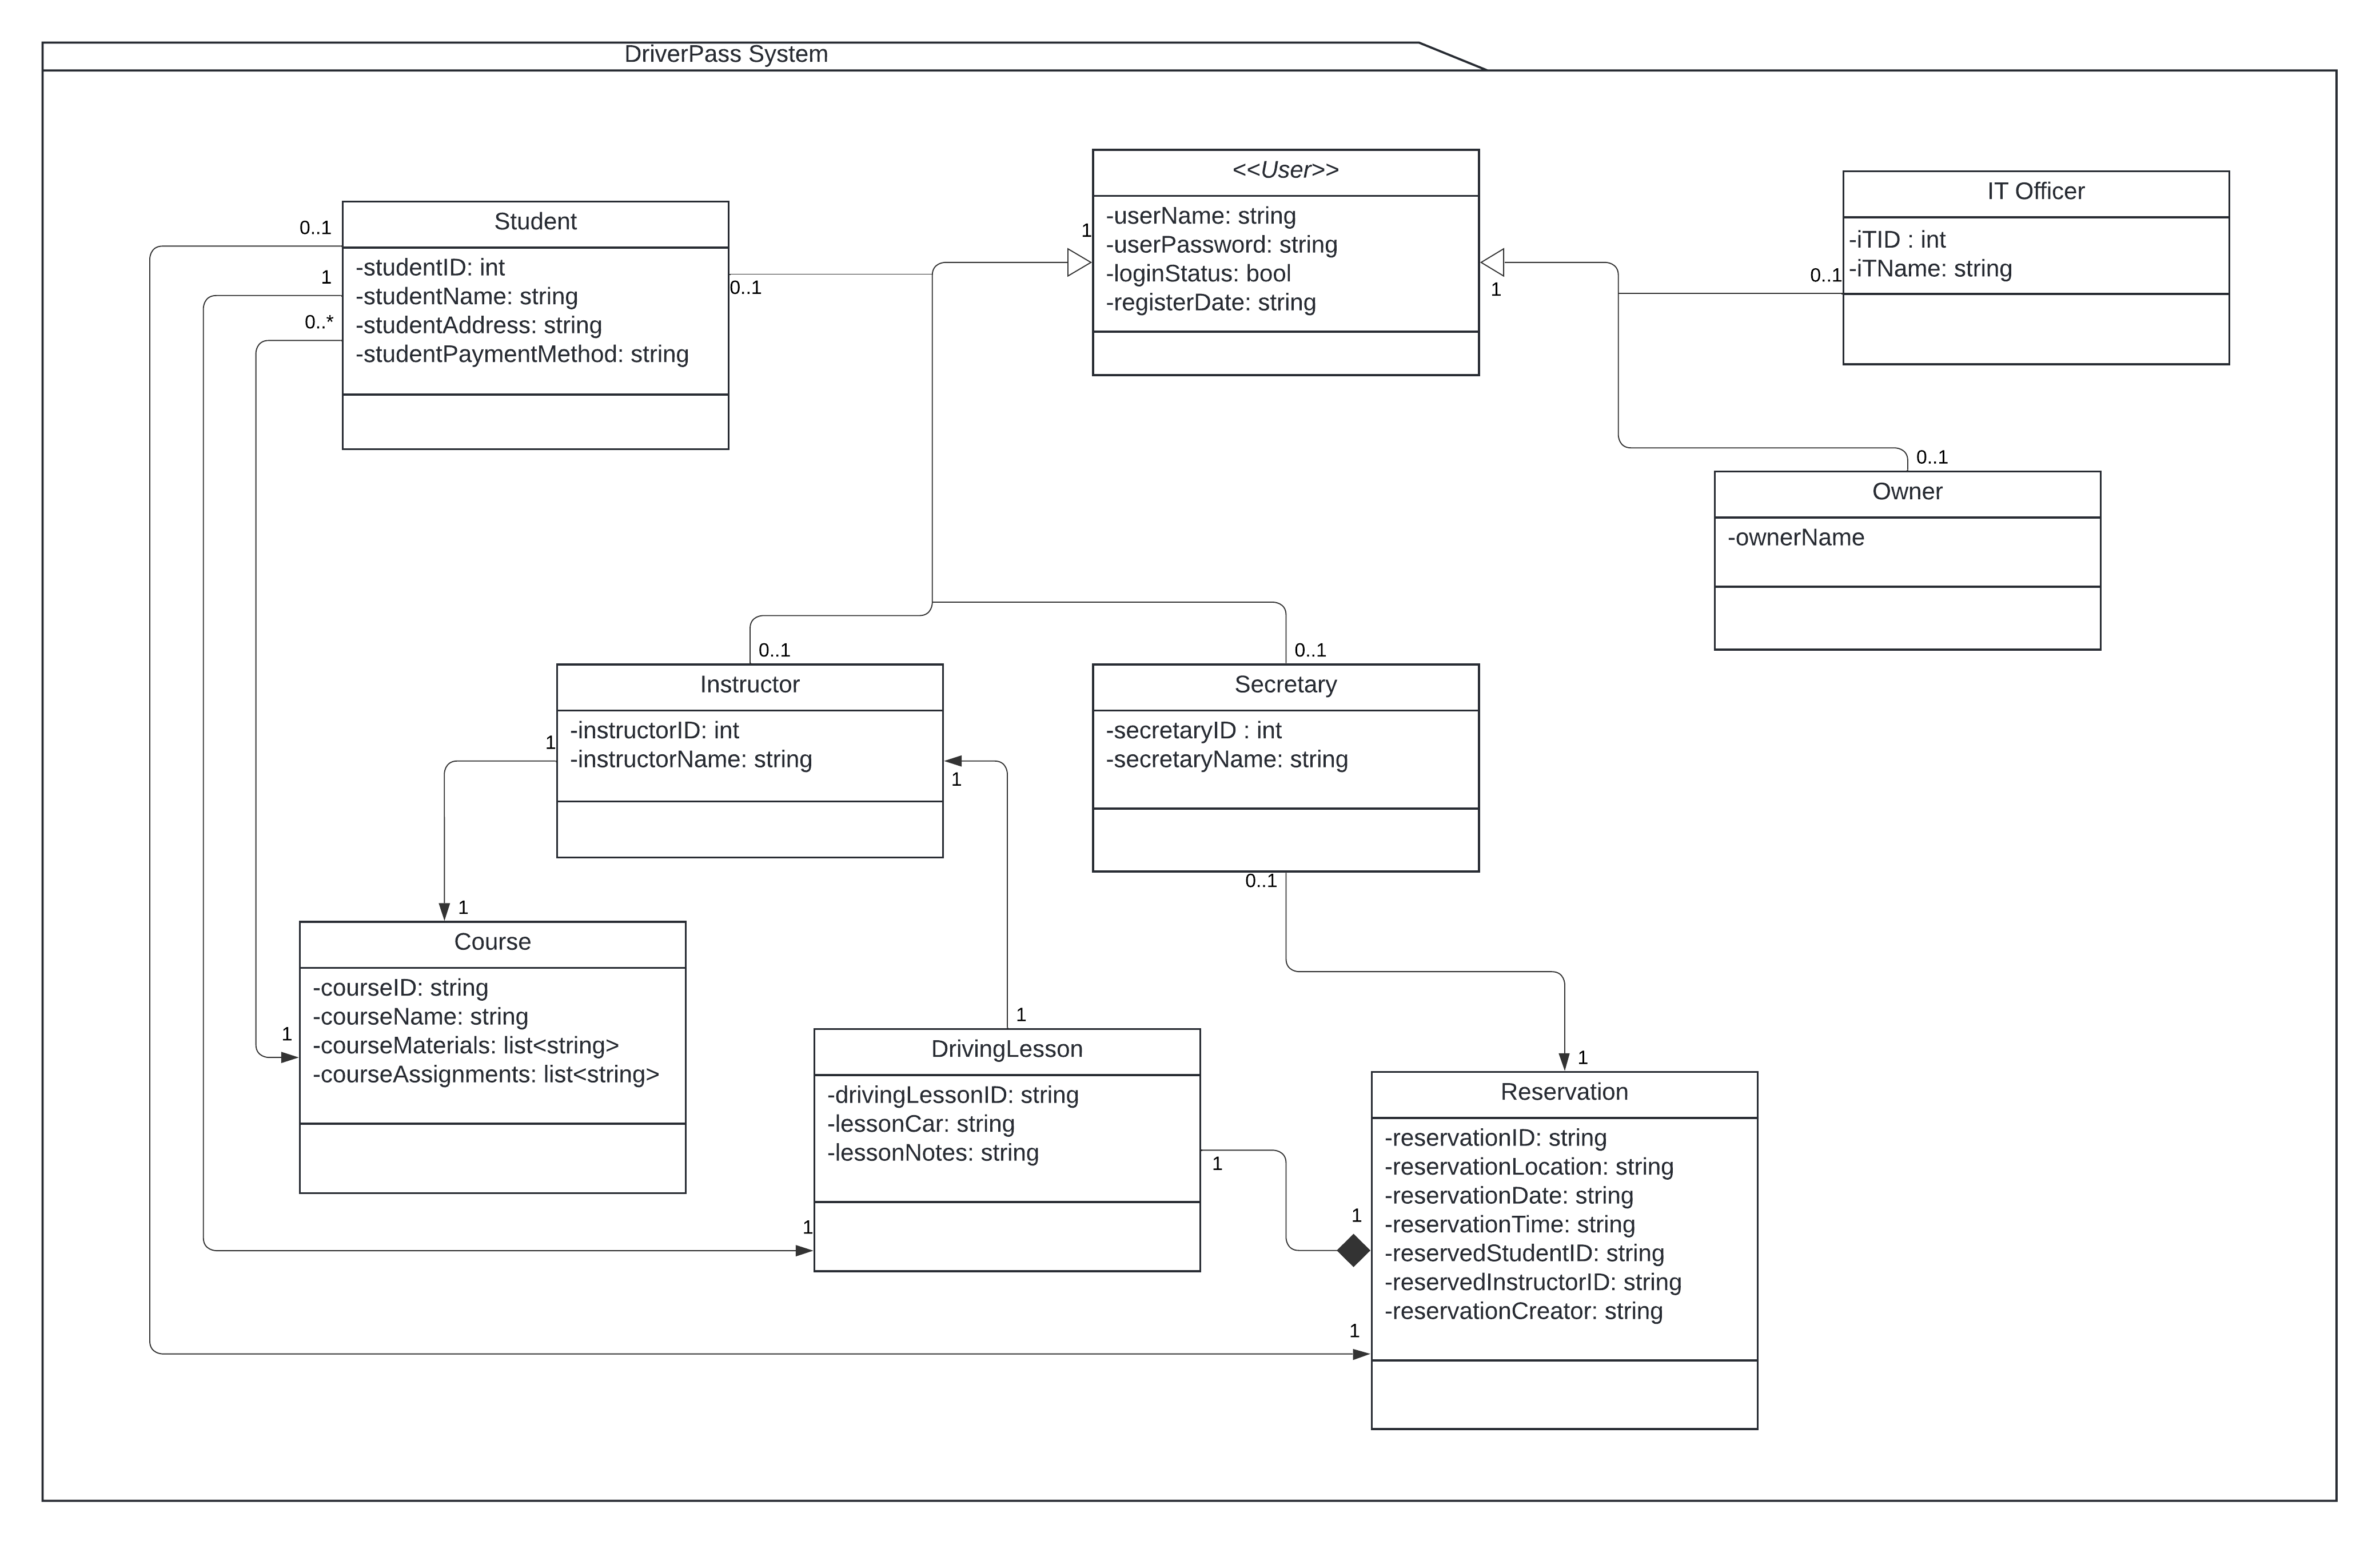 DriverPass System
<<User>>
-userName: string
-userPassword: string
-loginStatus: bool
-registerDate: string
1
1
IT Officer
-iTID : int
-iTName: string
0..1
Student
-studentID: int
-studentName: string
-studentAddress: string
-studentPaymentMethod: string
0..1
1
0..*
0..1
Owner
-ownerName
0..1
Instructor
-instructorID: int
-instructorName: string
0..1
1
1
Secretary
-secretaryID : int
-secretaryName: string
0..1
0..1
Course
-courseID: string
-courseName: string
-courseMaterials: list<string>
-courseAssignments: list<string>
1
1
DrivingLesson
-drivingLessonID: string
-lessonCar: string
-lessonNotes: string
1
1
1
Reservation
-reservationID: string
-reservationLocation: string
-reservationDate: string
-reservationTime: string
-reservedStudentID: string
-reservedInstructorID: string
-reservationCreator: string
1
1
1